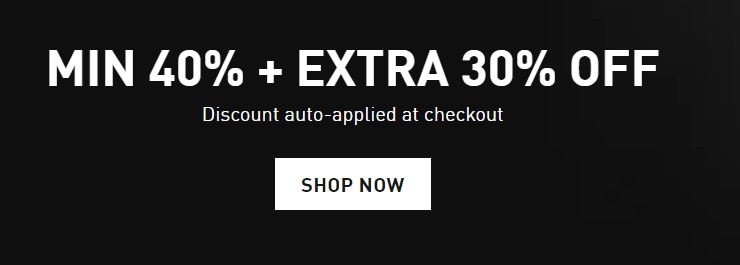 MIN 40% + EXTRA 30% OFF
Discount auto-applied at checkout
SHOP NOW